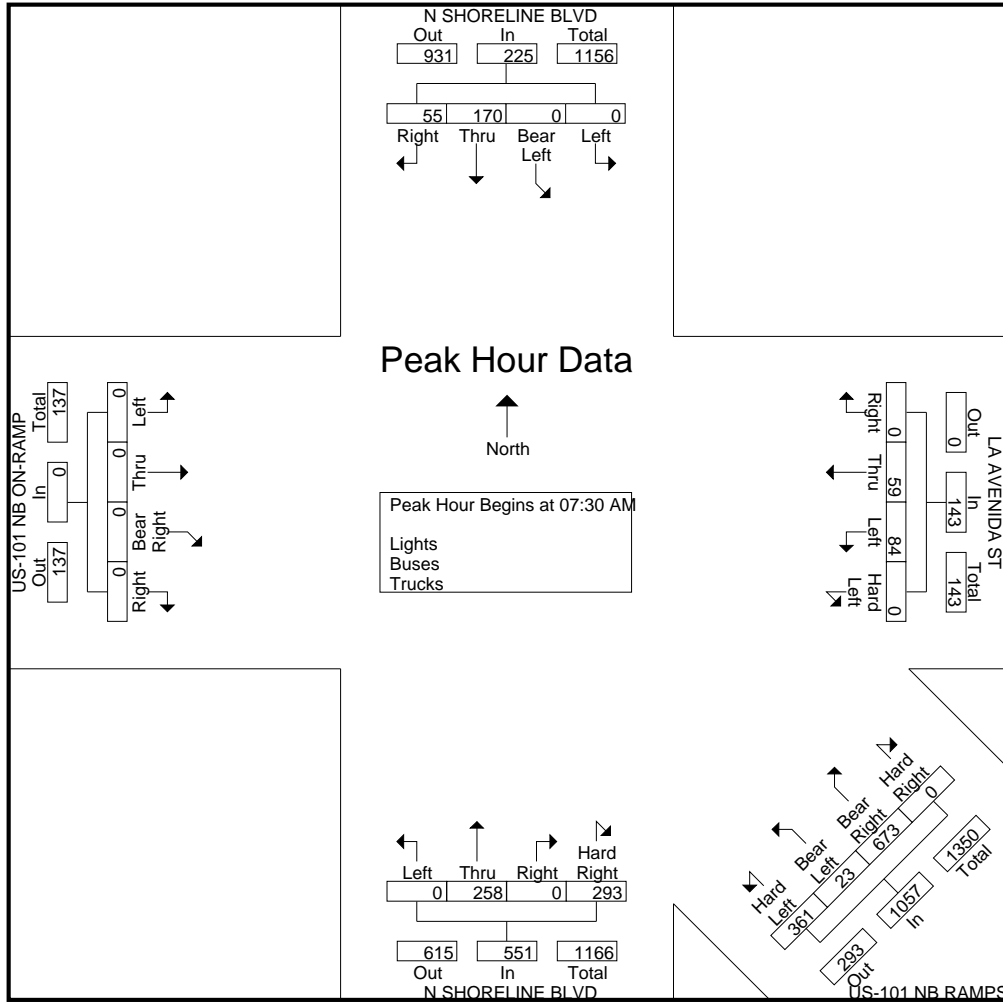 N SHORELINE BLVD
Out In Total
931 225 1156
55 170 0 0
Right Thru Bear Left Left
Peak Hour Data
North
Peak Hour Begins at 07:30 AM
Lights
Buses
Trucks
US-101 NB ON-RAMP
Out In Total
137 0 137
0 0 0 0
Left Thru Bear Right Right
LA AVENIDA ST
Out In Total
0 143 143
0 59 84 0
Right Thru Left Hard Left
Left Thru Right Hard Right
0 258 0 293
615 551 1166
Out In Total
N SHORELINE BLVD
Hard Left Bear Left Bear Right Hard Right
361 23 673 0
293 1057 1350
Out In Total
US-101 NB RAMPS